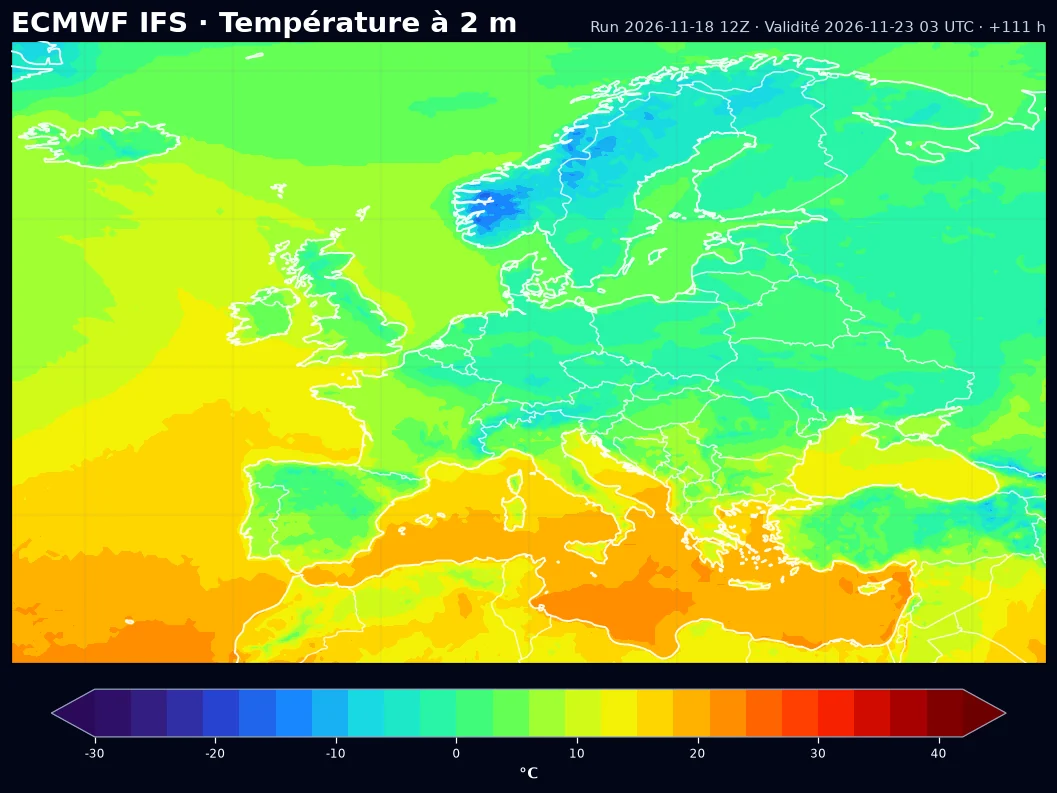 ECMWF IFS · Température à 2 m
Run 2026-11-18 12Z · Validité 2026-11-23 03 UTC · +111 h
-30 -20 -10 0 10 20 30 40
°C